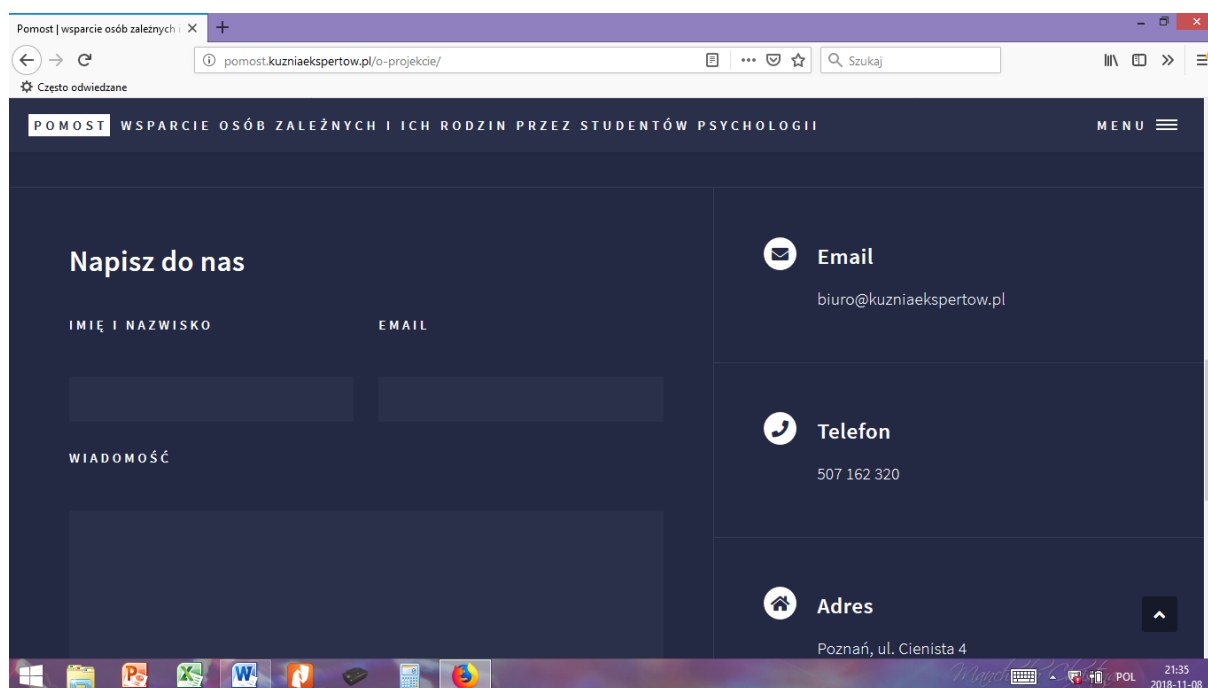 Pomost | wsparcie osób zależnych i
pomost.kuzniaekspertow.pl/o-projekcie/
Szukaj
Często odwiedzane
POMOST WSPARCIE OSÓB ZALEŻNYCH I ICH RODZIN PRZEZ STUDENTÓW PSYCHOLOGII
MENU
Napisz do nas
IMIĘ I NAZWISKO
EMAIL
WIADOMOŚĆ
Email
biuro@kuzniaekspertow.pl
Telefon
507 162 320
Adres
Poznań, ul. Cienista 4
POL
21:35
2018-11-08